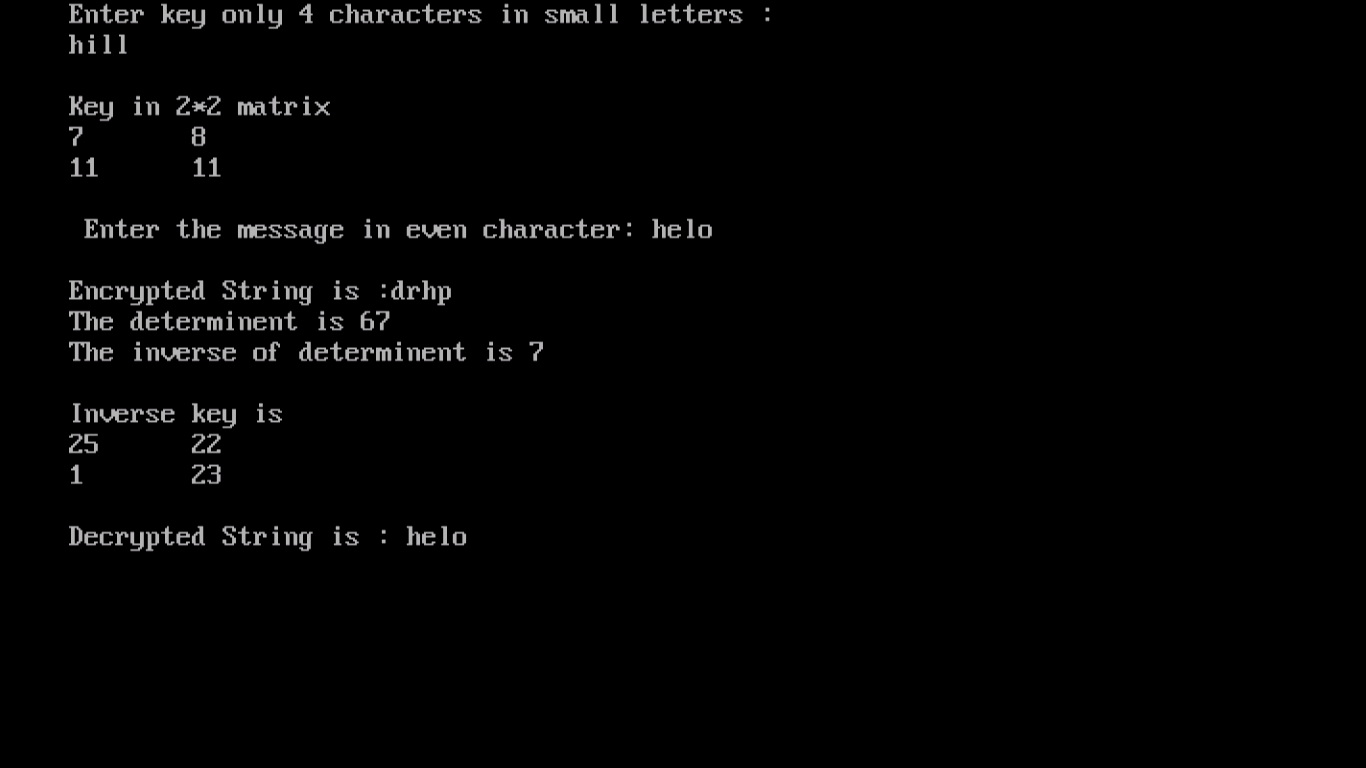 Enter key only 4 characters in small letters :
hill
Key in 2*2 matrix
7 8
11 11
Enter the message in even character: helo
Encrypted String is :drhp
The determinent is 67
The inverse of determinent is 7
Inverse key is
25 22
1 23
Decrypted String is : helo